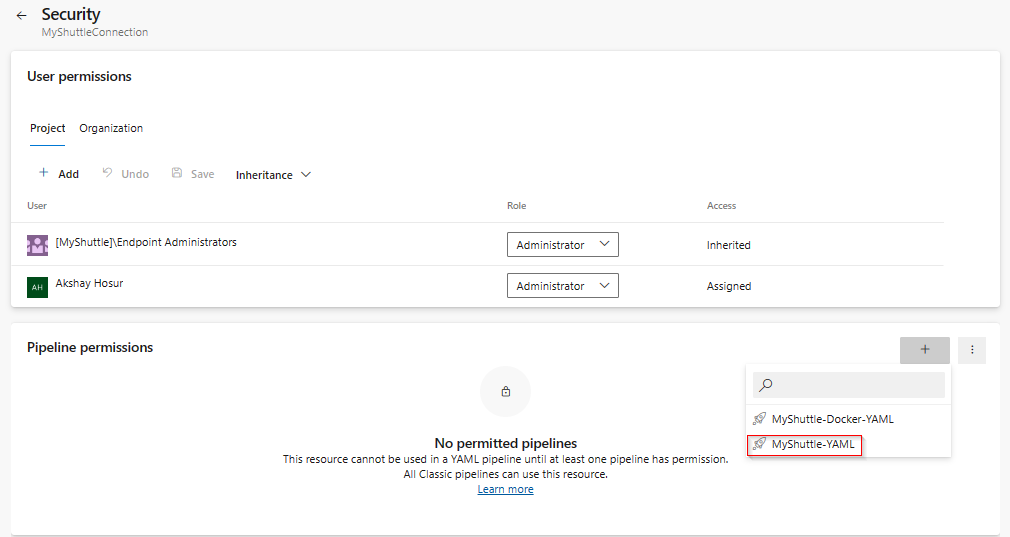 Security
MyShuttleConnection
User permissions
Project Organization
Add Undo Save Inheritance
User Role Access
[MyShuttle]\Endpoint Administrators Administrator Inherited
AH Akshay Hosur Administrator Assigned
Pipeline permissions
MyShuttle-Docker-YAML
MyShuttle-YAML
No permitted pipelines
This resource cannot be used in a YAML pipeline until at least one pipeline has permission.
All Classic pipelines can use this resource.
Learn more